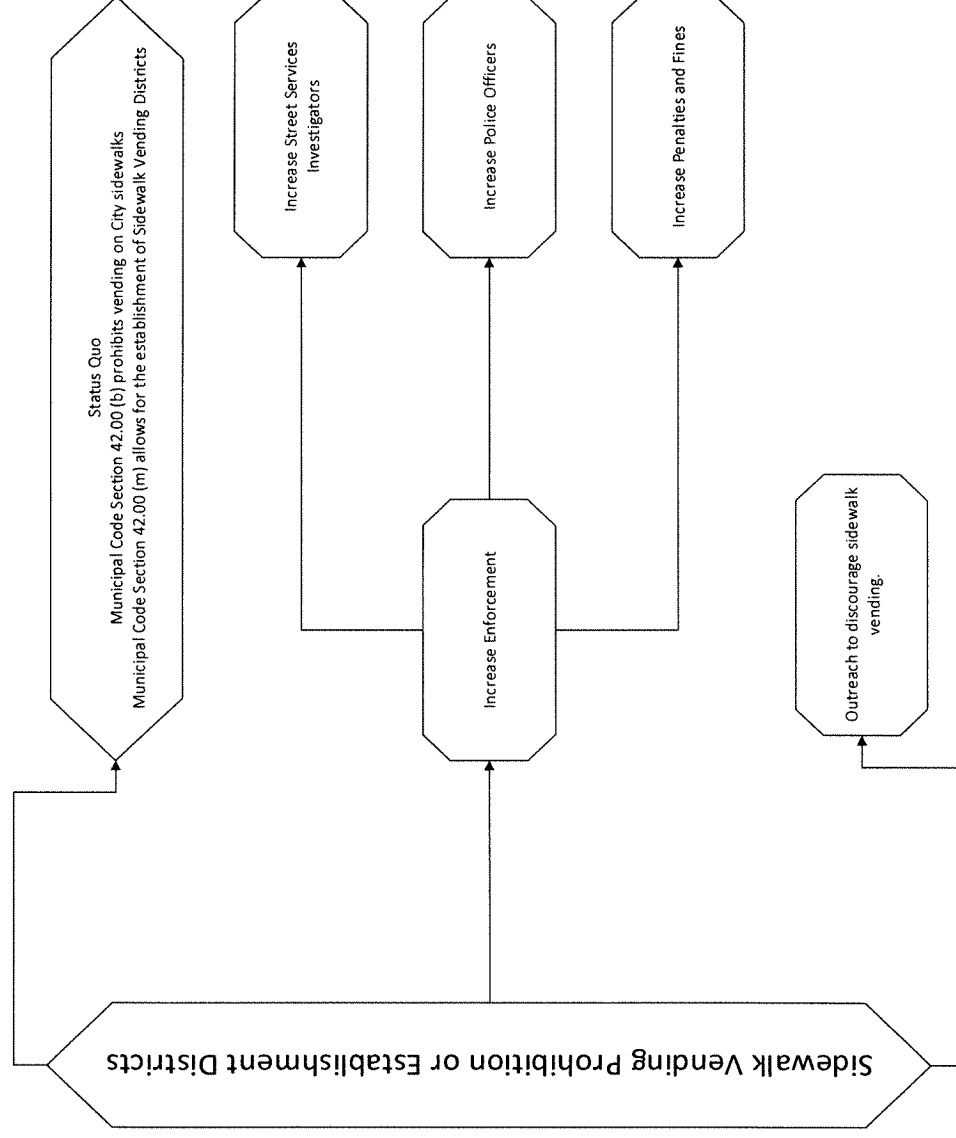 Sidewalk Vending Prohibition or Establishment Districts
Status Quo
Municipal Code Section 42.00 (b) prohibits vending on City sidewalks
Municipal Code Section 42.00 (m) allows for the establishment of Sidewalk Vending Districts
Increase Enforcement
Increase Street Services
Investigators
Increase Police Officers
Increase Penalties and Fines
Outreach to discourage sidewalk
vending.